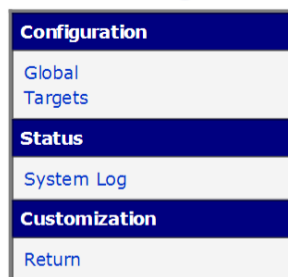 Configuration
Global
Targets
Status
System Log
Customization
Return